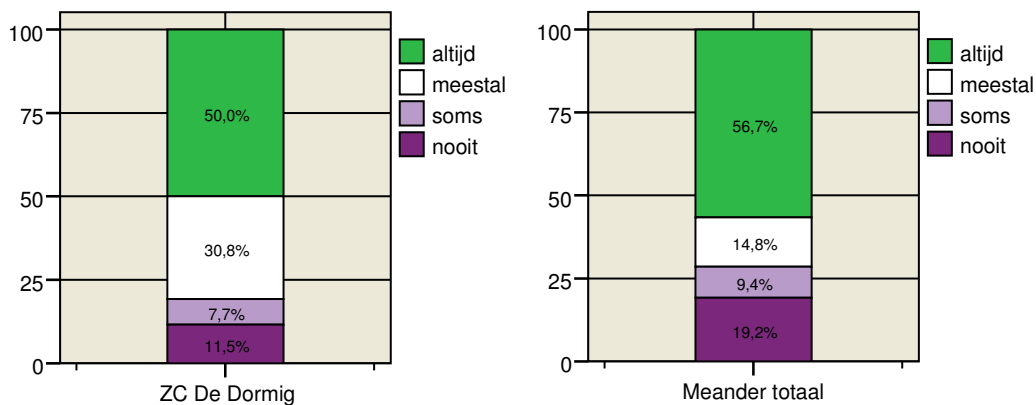 100
75
50
25
0
50,0%
30,8%
7,7%
11,5%
ZC De Dormig
altijd
meestal
soms
nooit
100
75
50
25
0
56,7%
14,8%
9,4%
19,2%
Meander totaal
altijd
meestal
soms
nooit